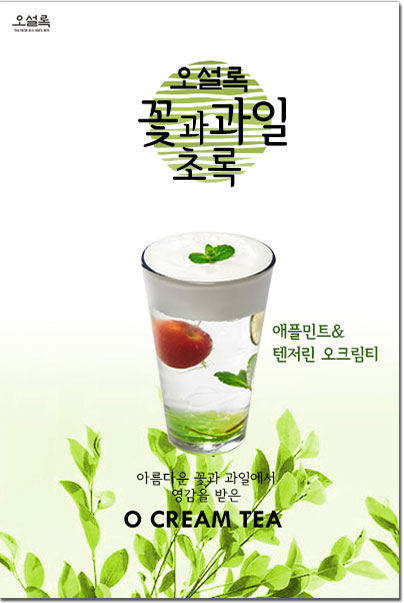 오설록
오설록
꽃과과일
초록
애플민트&
텐저린 오크림티
아름다운 꽃과 과일에서
영감을 받은
O CREAM TEA